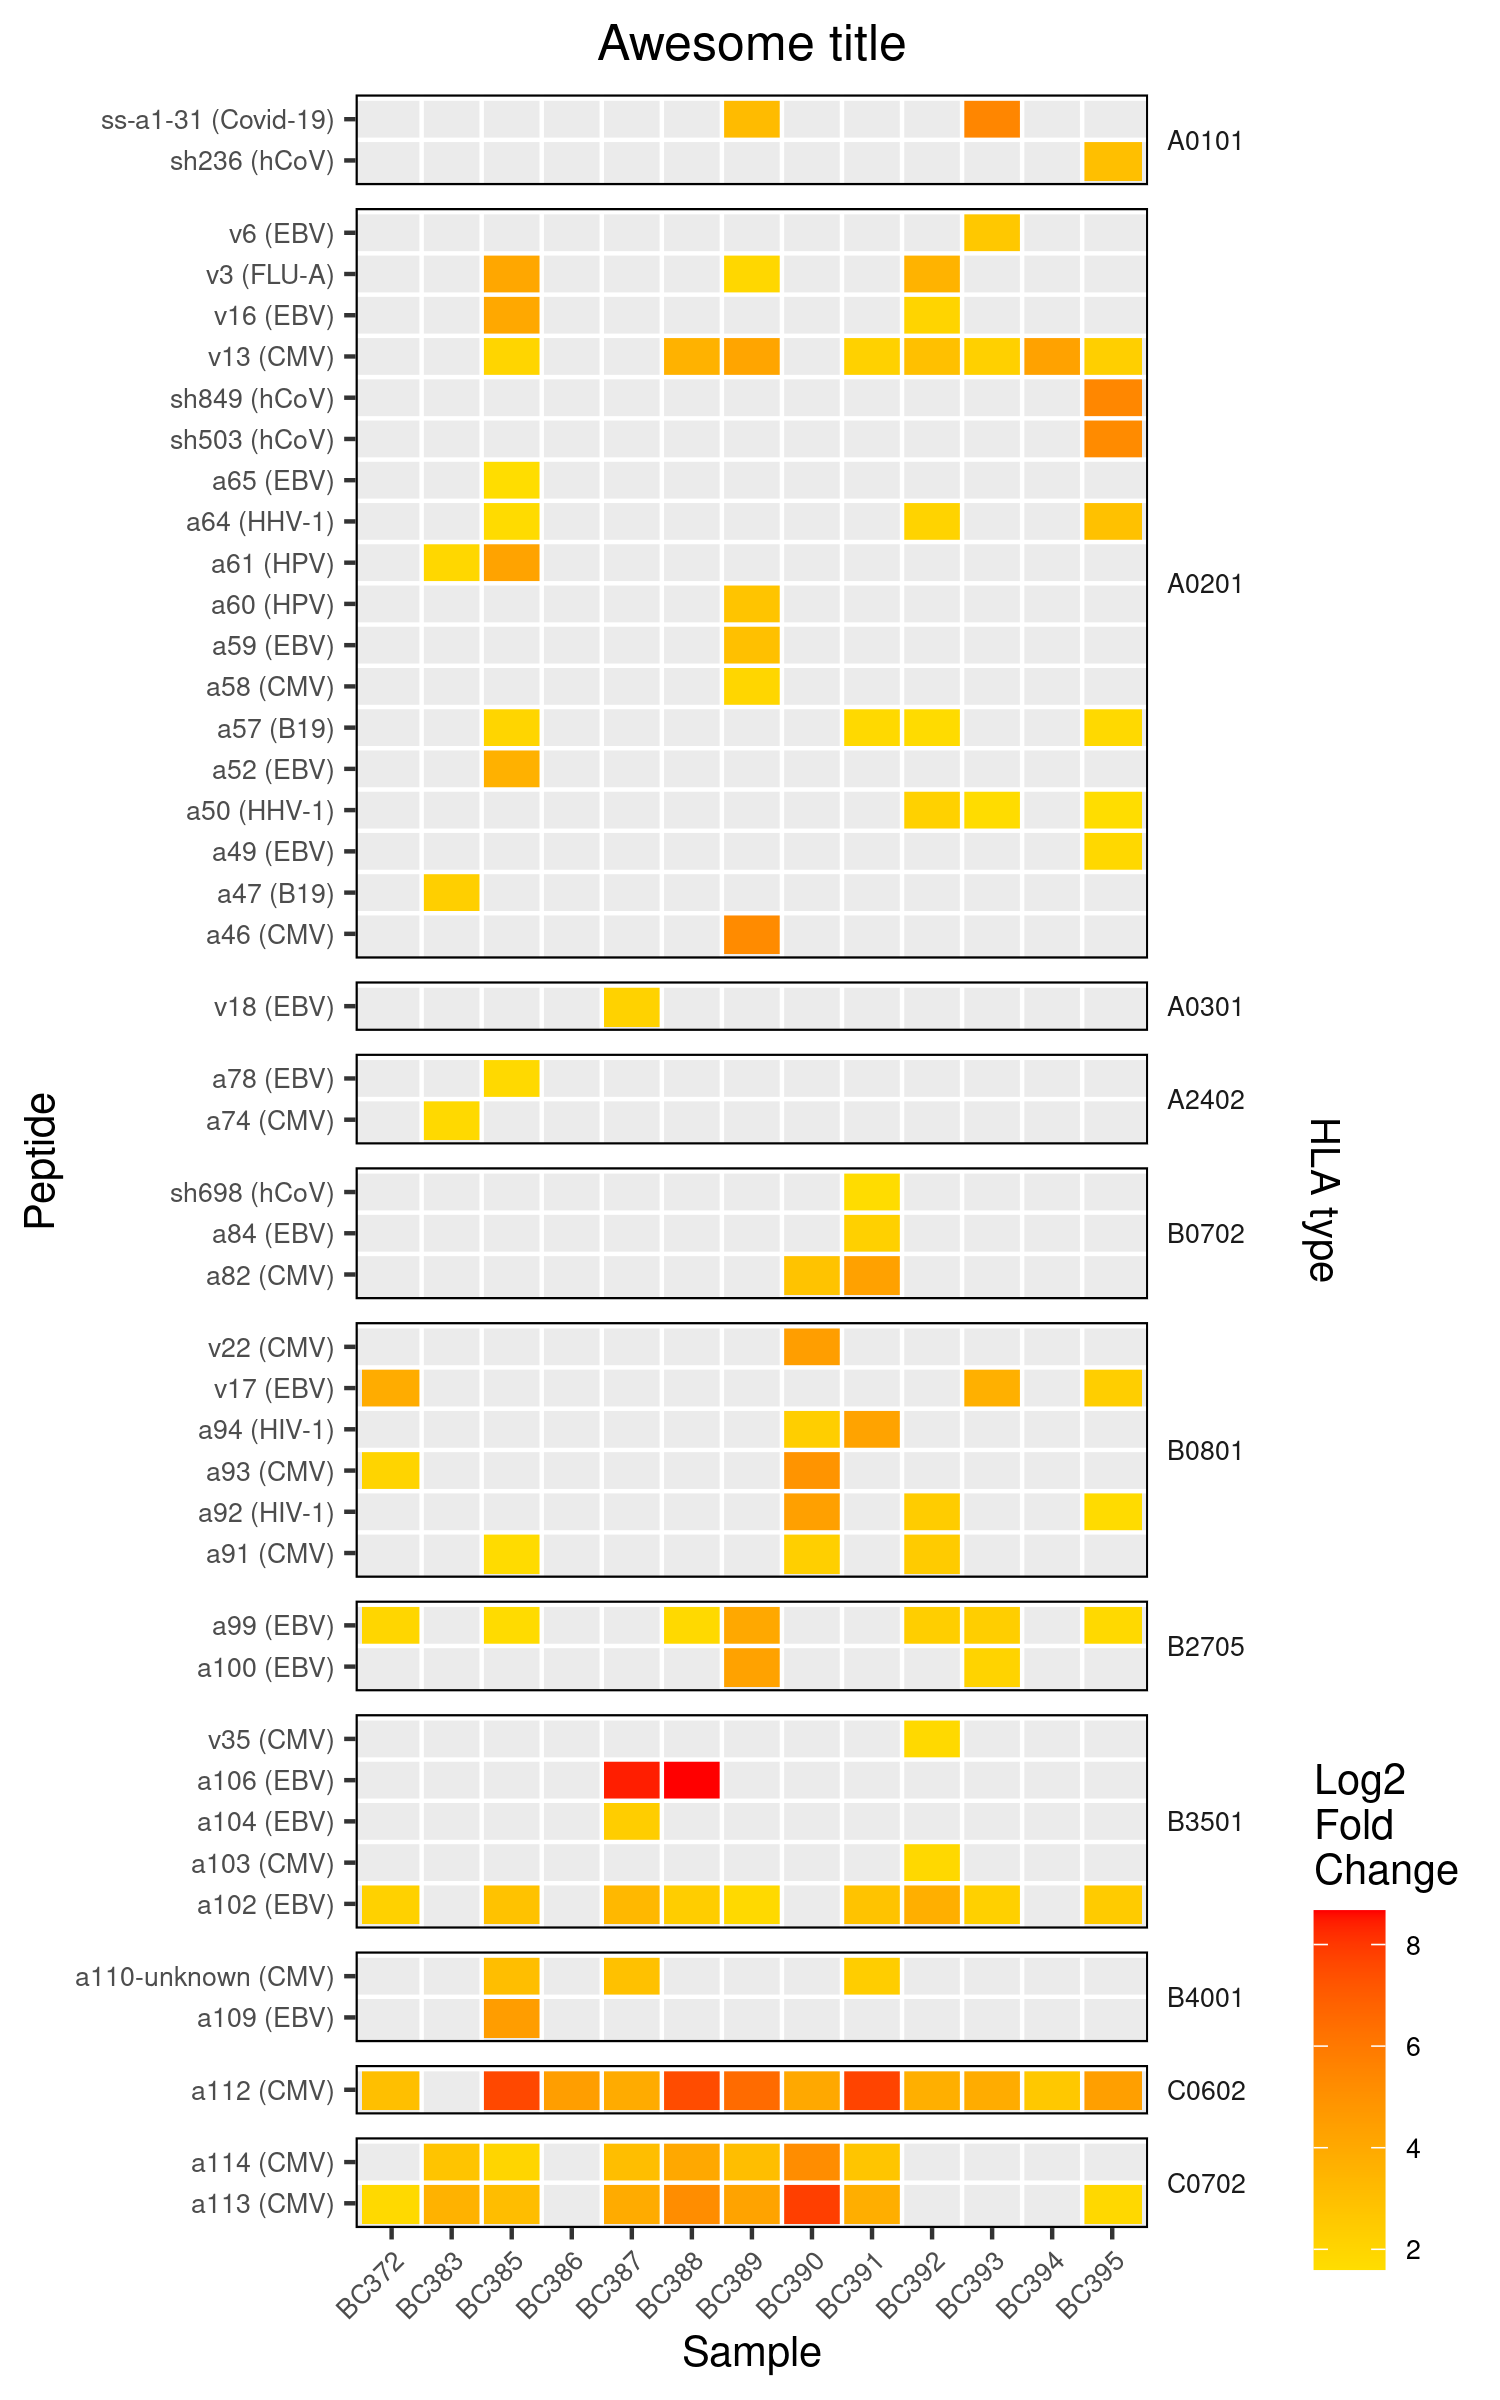 Awesome title
ss-a1-31 (Covid-19)
sh236 (hCoV)
A0101
v6 (EBV)
v3 (FLU-A)
v16 (EBV)
v13 (CMV)
sh849 (hCoV)
sh503 (hCoV)
a65 (EBV)
a64 (HHV-1)
a61 (HPV)
a60 (HPV)
a59 (EBV)
a58 (CMV)
a57 (B19)
a52 (EBV)
a50 (HHV-1)
a49 (EBV)
a47 (B19)
a46 (CMV)
A0201
v18 (EBV)
A0301
a78 (EBV)
a74 (CMV)
A2402
sh698 (hCoV)
a84 (EBV)
a82 (CMV)
B0702
v22 (CMV)
v17 (EBV)
a94 (HIV-1)
a93 (CMV)
a92 (HIV-1)
a91 (CMV)
B0801
a99 (EBV)
a100 (EBV)
B2705
v35 (CMV)
a106 (EBV)
a104 (EBV)
a103 (CMV)
a102 (EBV)
B3501
a110-unknown (CMV)
a109 (EBV)
B4001
a112 (CMV)
C0602
a114 (CMV)
a113 (CMV)
C0702
BC372
BC383
BC385
BC386
BC387
BC388
BC389
BC390
BC391
BC392
BC393
BC394
BC395
Sample
Peptide
HLA type
Log2
Fold
Change
8
6
4
2